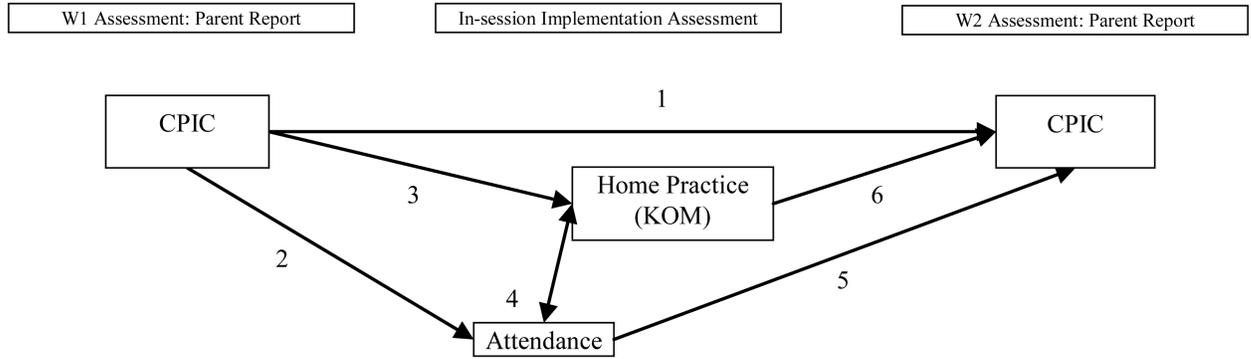 W1 Assessment: Parent Report
In-session Implementation Assessment
W2 Assessment: Parent Report
1
CPIC
CPIC
3
Home Practice
(KOM)
6
2
4
5
Attendance